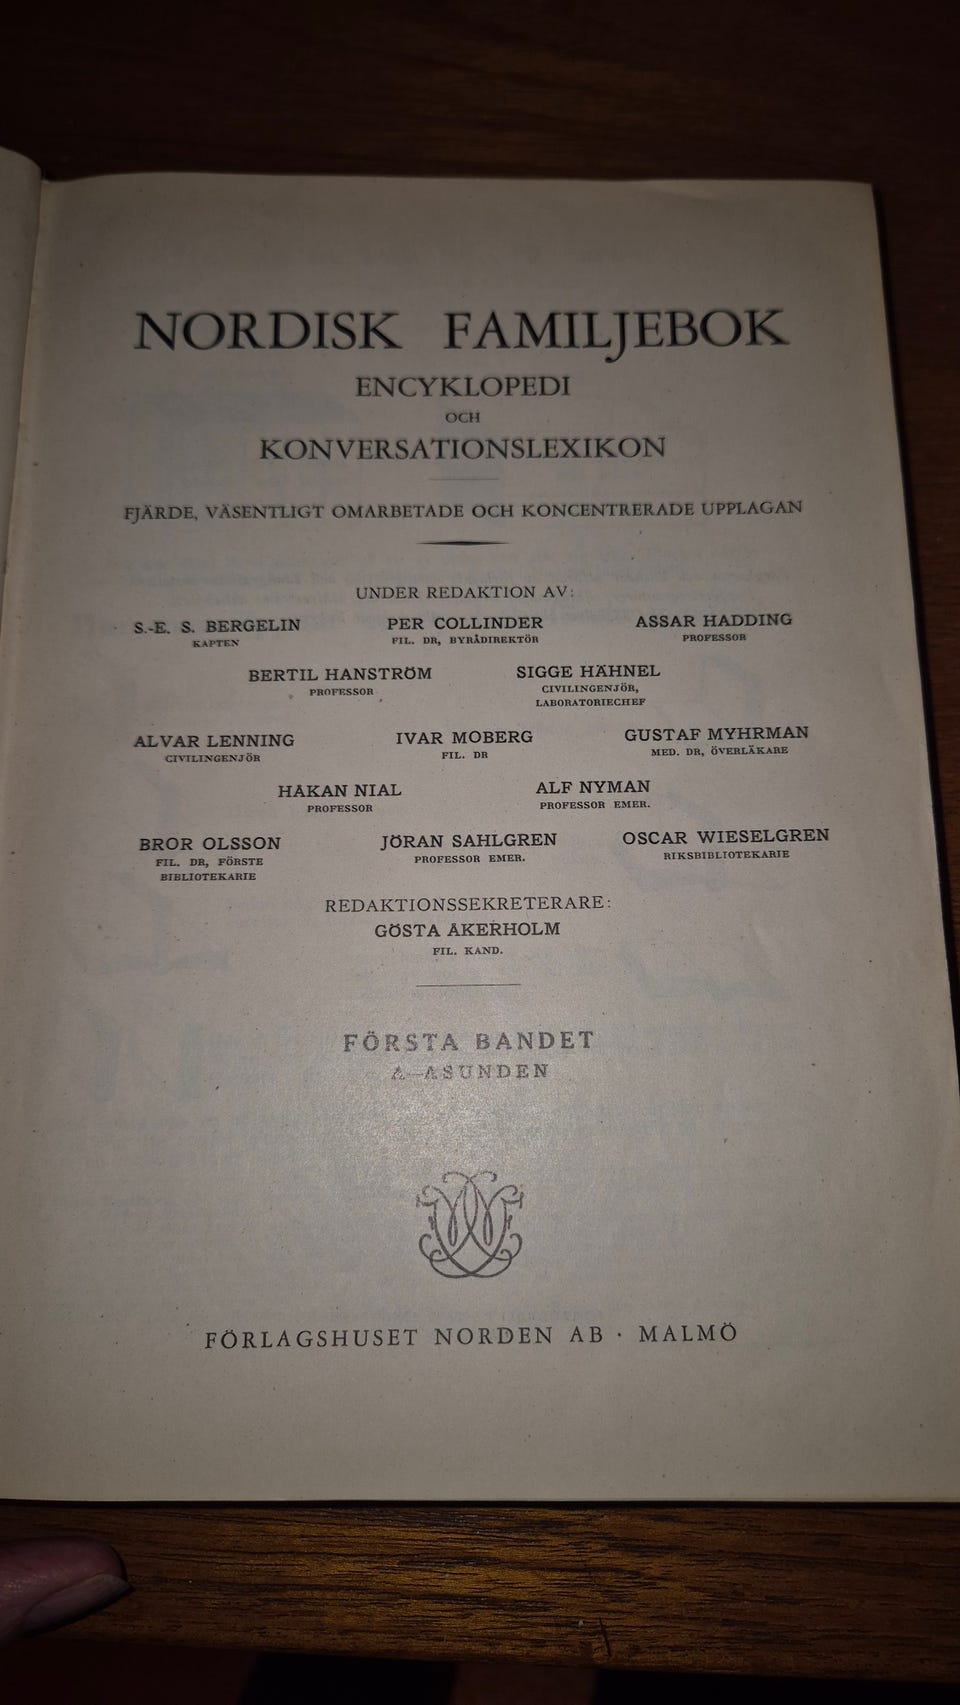 NORDISK FAMILJEBOK
ENCYKLOPEDI
OCH
KONVERSATIONSLEXIKON
FJÄRDE, VÄSENTLIGT OMARBETADE OCH KONCENTRERADE UPPLAGAN
UNDER REDAKTION AV:
S.-E. S. BERGELIN PER COLLINDER ASSAR HADDING
KAPTEN FIL. DR, BYRÅDIREKTÖR PROFESSOR
BERTIL HANSTRÖM SIGGE HÄHNEL
PROFESSOR CIVILINGENJÖR,
LABORATORIECHEF
ALVAR LENNING IVAR MOBERG GUSTAF MYHRMAN
CIVILINGENJÖR FIL. DR MED. DR, ÖVERLÄKARE
HÅKAN NIAL ALF NYMAN
PROFESSOR PROFESSOR EMER.
BROR OLSSON JÖRAN SAHLGREN OSCAR WIESELGREN
FIL. DR, FÖRSTE PROFESSOR EMER. RIKSBIBLIOTEKARIE
BIBLIOTEKARIE
REDAKTIONSSEKRETERARE:
GÖSTA ÅKERHOLM
FIL. KAND.
FÖRSTA BANDET
A—ASUNDEN
FÖRLAGSHUSET NORDEN AB · MALMÖ